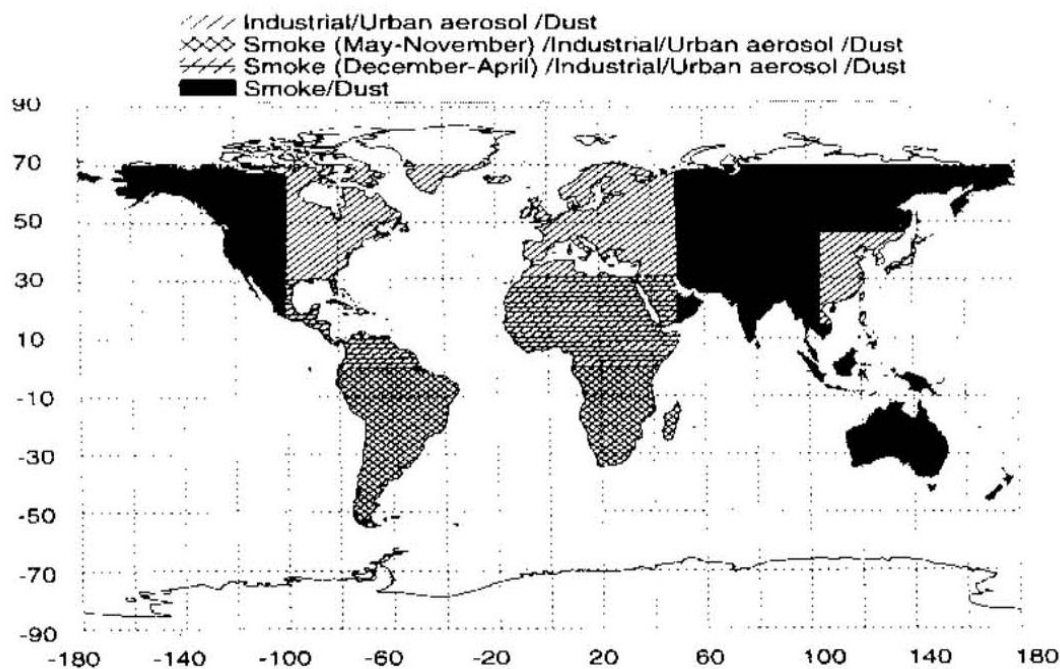 Industrial/Urban aerosol /Dust
Smoke (May-November) /Industrial/Urban aerosol /Dust
Smoke (December-April) /Industrial/Urban aerosol /Dust
Smoke/Dust
90
70
50
30
10
-10
-30
-50
-70
-90
-180 -140 -100 -60 -20 20 60 100 140 180